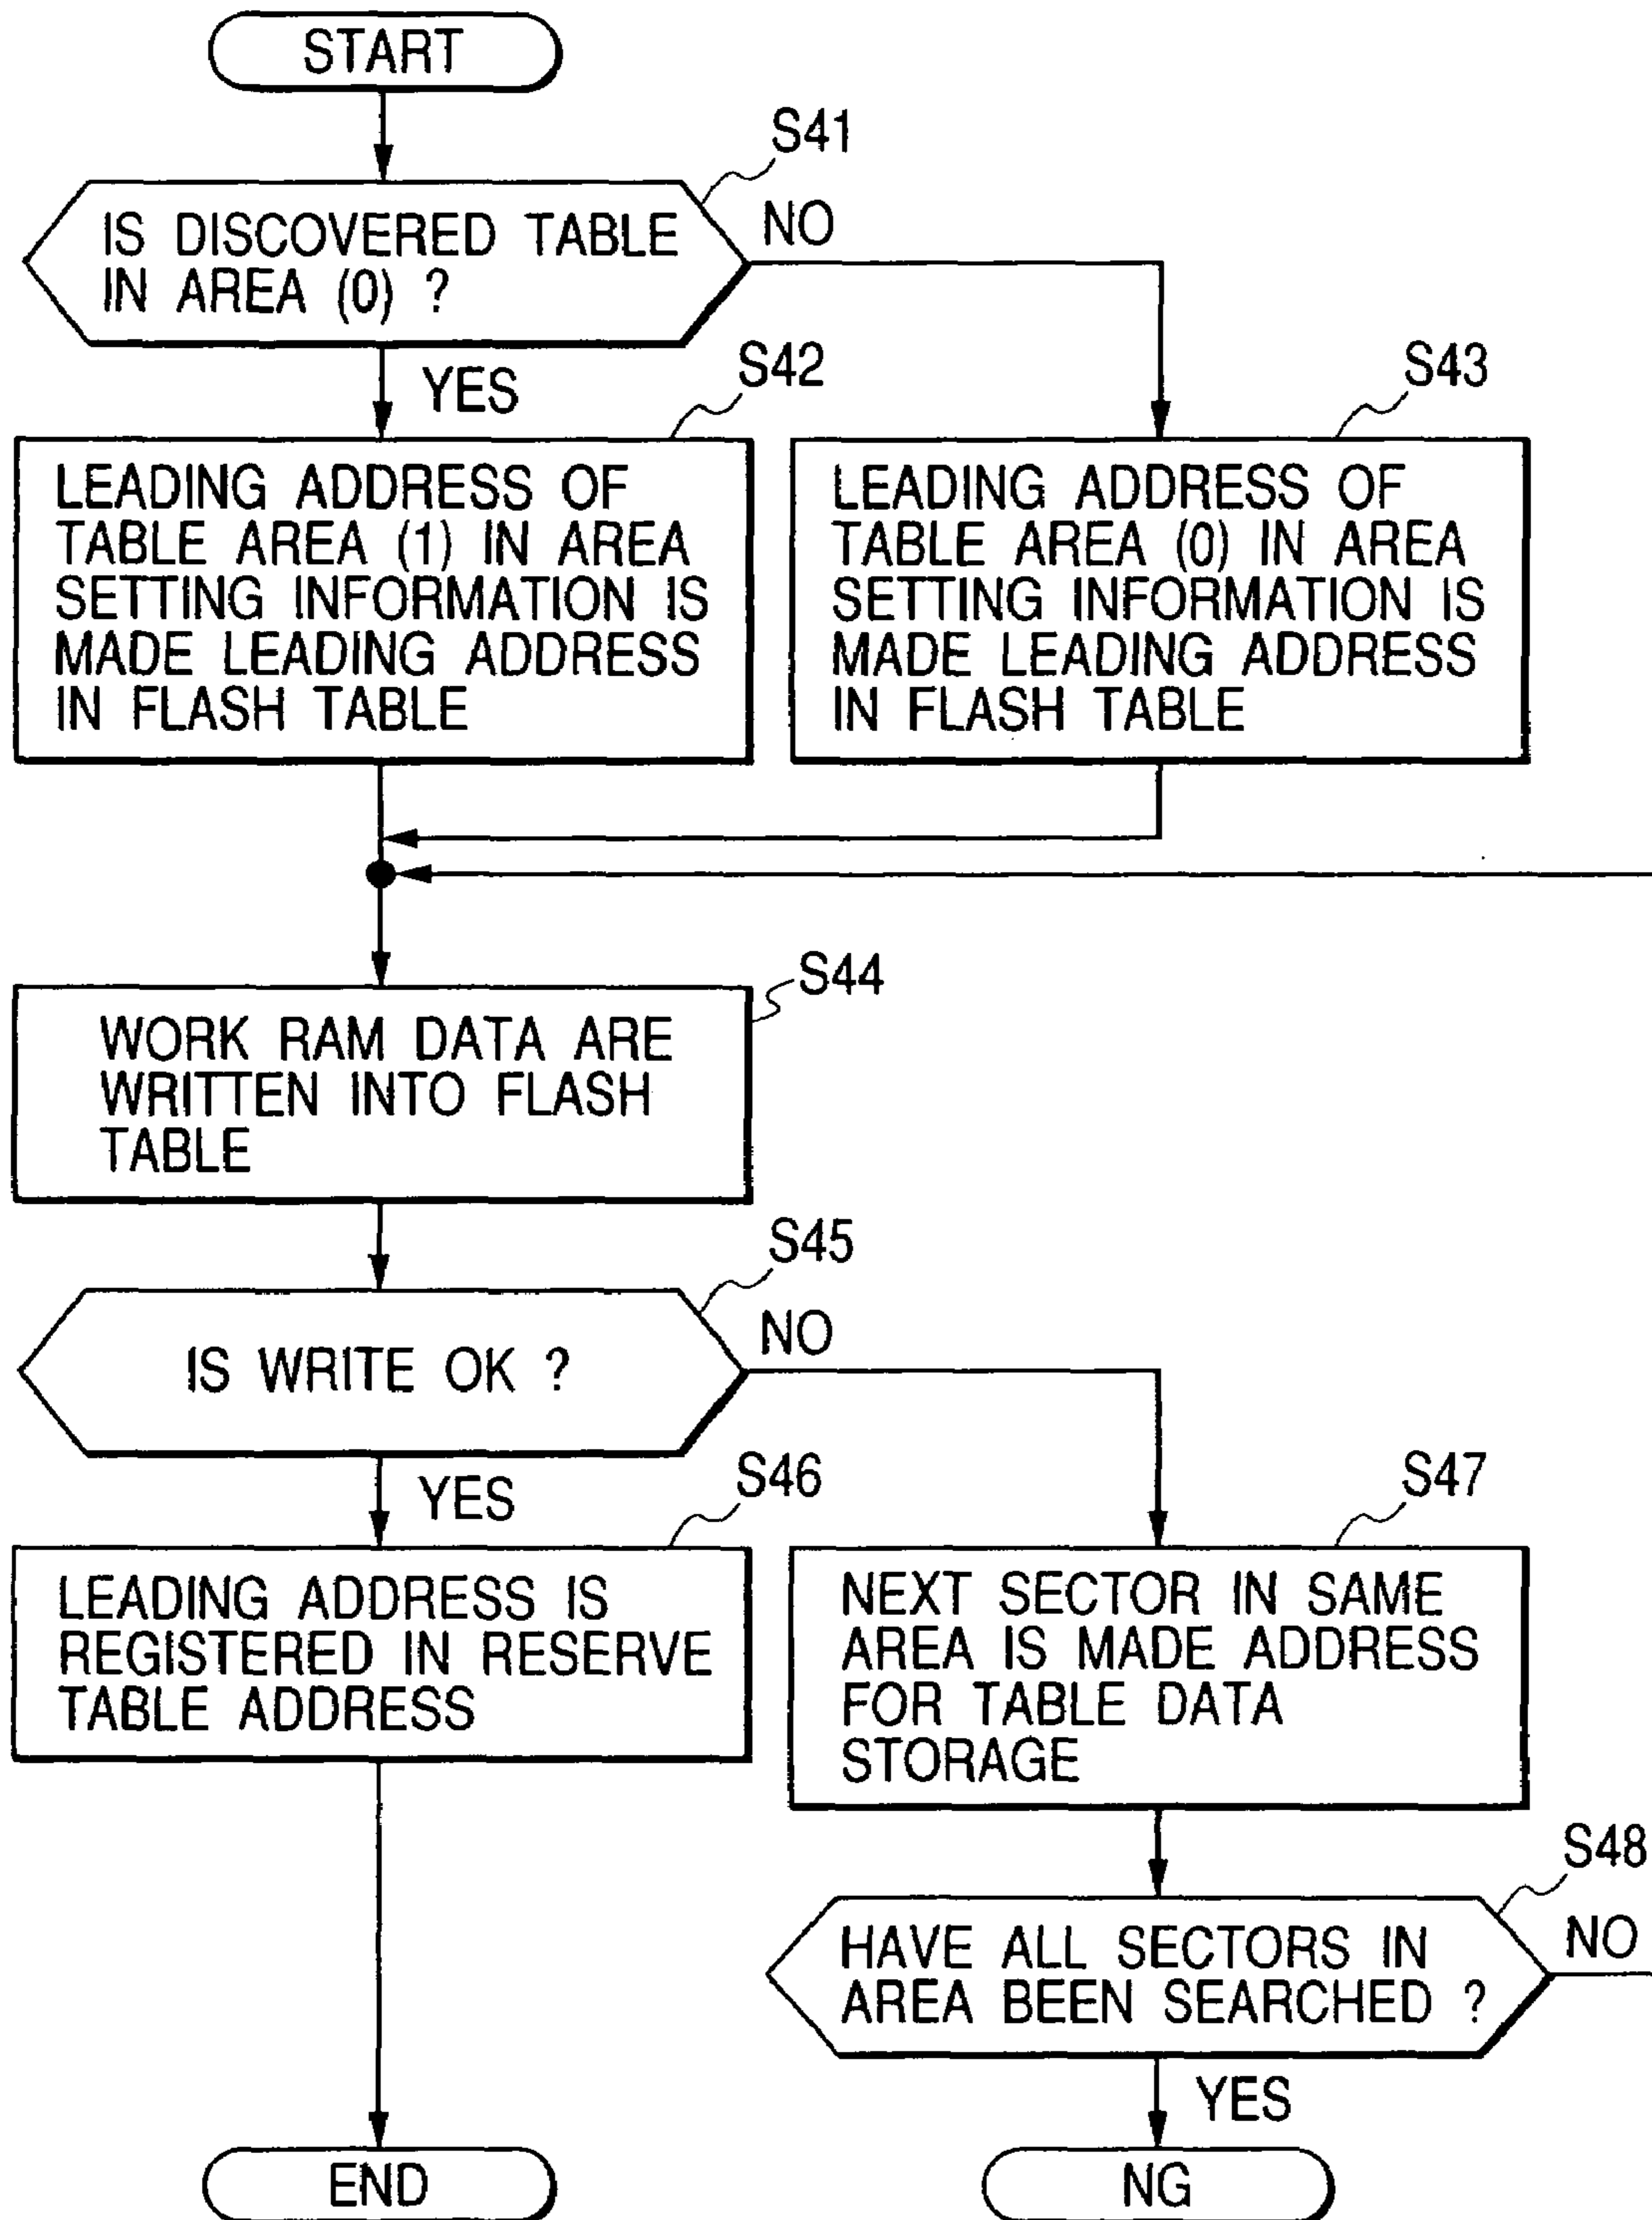 START
S41
IS DISCOVERED TABLE
IN AREA (0) ?
NO
YES
S42
LEADING ADDRESS OF
TABLE AREA (1) IN AREA
SETTING INFORMATION IS
MADE LEADING ADDRESS
IN FLASH TABLE
S43
LEADING ADDRESS OF
TABLE AREA (0) IN AREA
SETTING INFORMATION IS
MADE LEADING ADDRESS
IN FLASH TABLE
S44
WORK RAM DATA ARE
WRITTEN INTO FLASH
TABLE
S45
IS WRITE OK ?
NO
YES
S46
LEADING ADDRESS IS
REGISTERED IN RESERVE
TABLE ADDRESS
S47
NEXT SECTOR IN SAME
AREA IS MADE ADDRESS
FOR TABLE DATA
STORAGE
S48
HAVE ALL SECTORS IN
AREA BEEN SEARCHED ?
NO
YES
END
NG